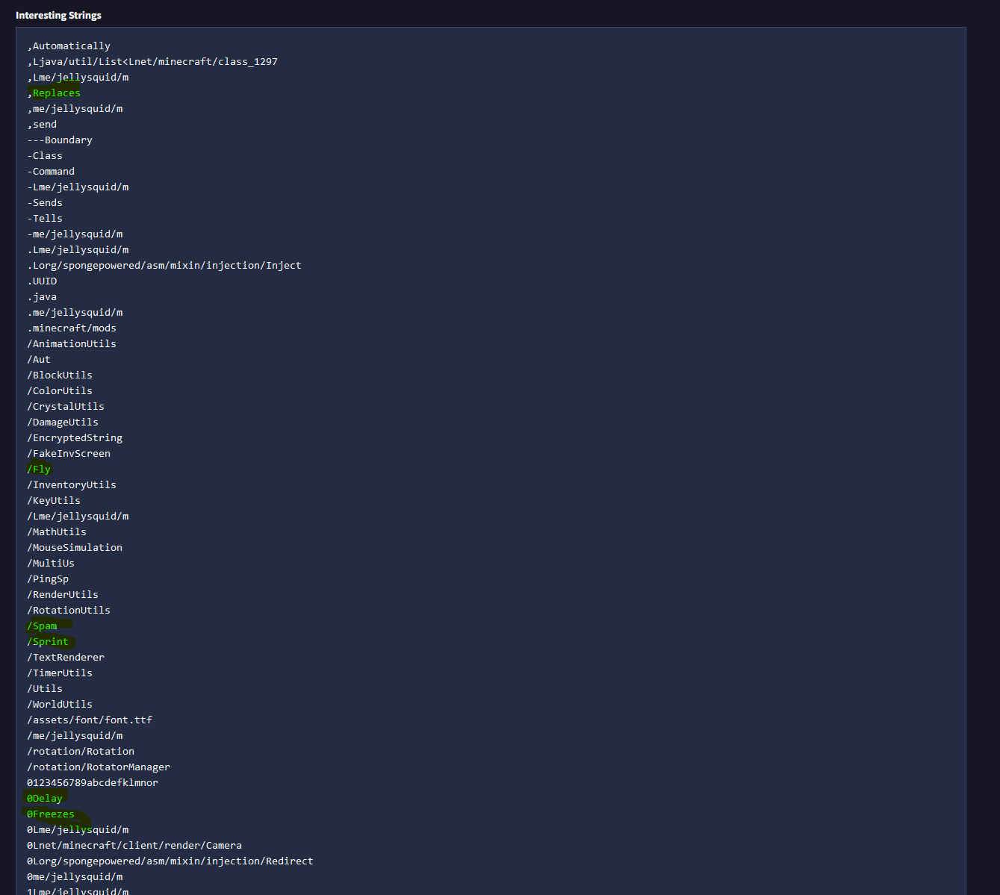 Interesting Strings
,Automatically
,Ljava/util/List<Lnet/minecraft/class_1297
,Lme/jellysquid/m
,Replaces
,me/jellysquid/m
,send
---Boundary
-Class
-Command
-Lme/jellysquid/m
-Sends
-Tells
-me/jellysquid/m
.Lme/jellysquid/m
.Lorg/spongepowered/asm/mixin/injection/Inject
.UUID
.java
.me/jellysquid/m
.minecraft/mods
/AnimationUtils
/Aut
/BlockUtils
/ColorUtils
/CrystalUtils
/DamageUtils
/EncryptedString
/FakeInvScreen
/Fly
/InventoryUtils
/KeyUtils
/Lme/jellysquid/m
/MathUtils
/MouseSimulation
/MultiUs
/PingSp
/RenderUtils
/RotationUtils
/Spam
/Sprint
/TextRenderer
/TimerUtils
/Utils
/WorldUtils
/assets/font/font.ttf
/me/jellysquid/m
/rotation/Rotation
/rotation/RotatorManager
0123456789abcdefklmnor
0Delay
0Freezes
0Lme/jellysquid/m
0Lnet/minecraft/client/render/Camera
0Lorg/spongepowered/asm/mixin/injection/Redirect
0me/jellysquid/m
1Lme/jellysquid/m